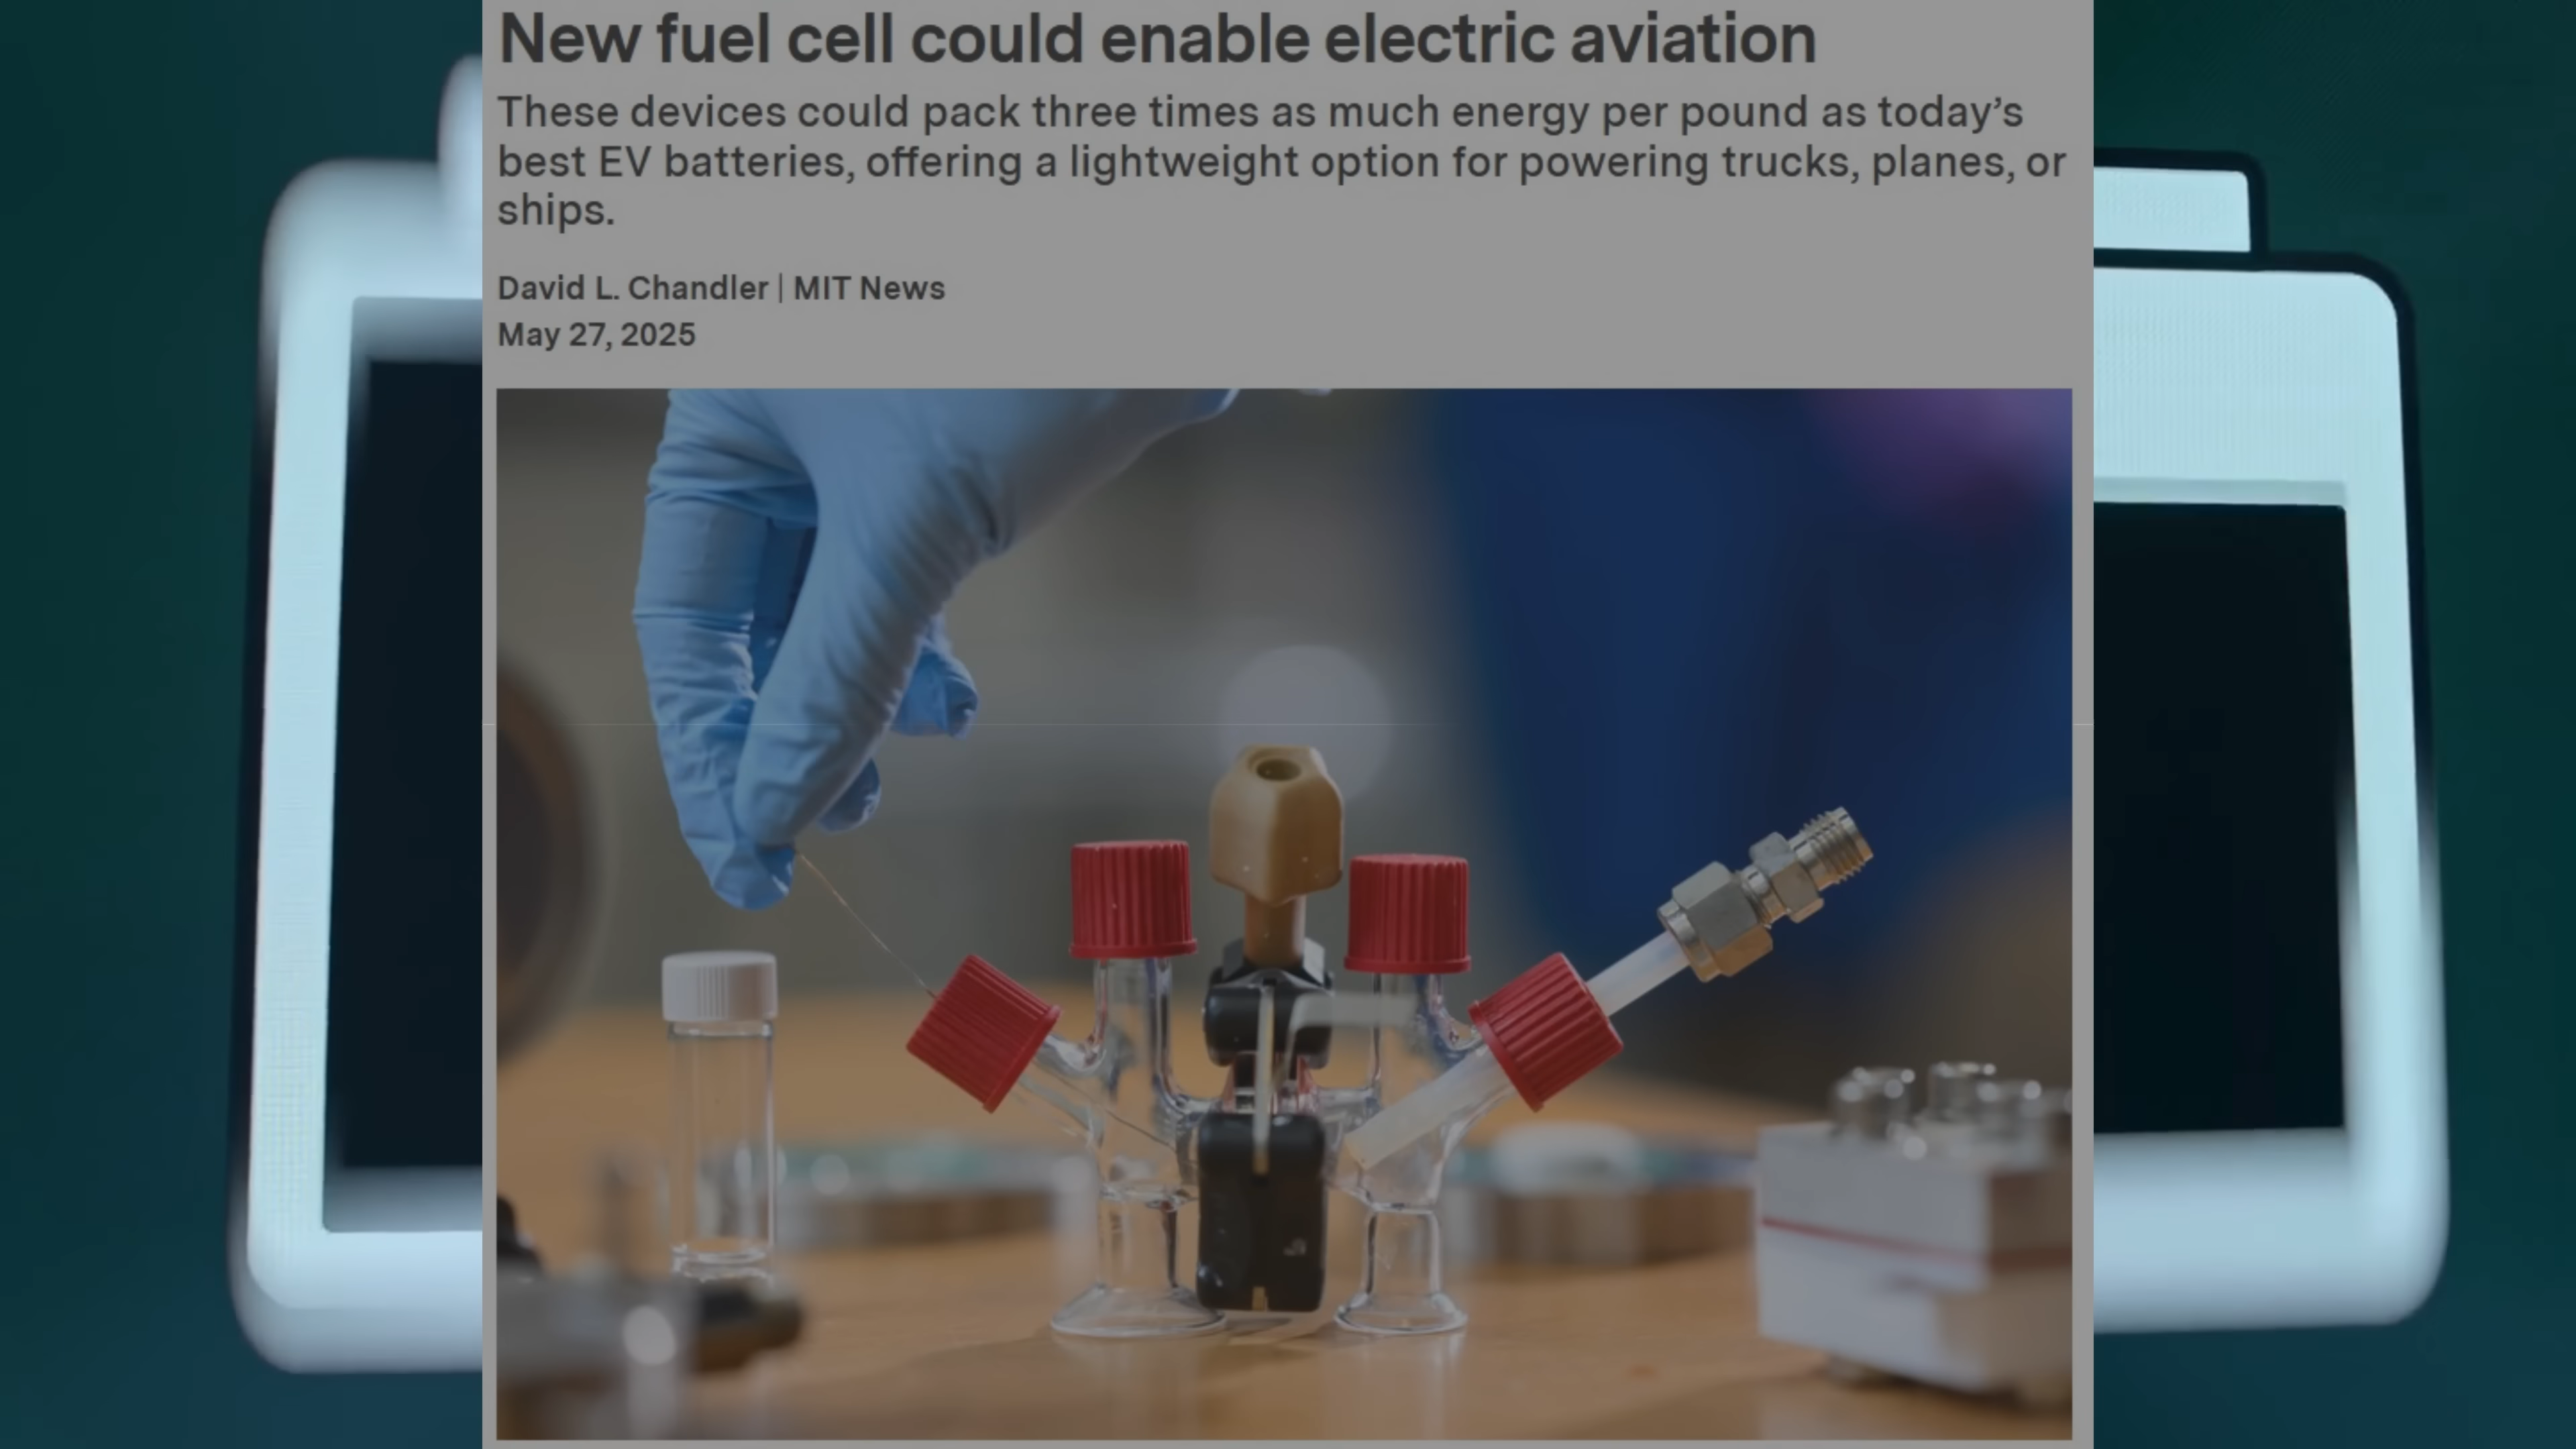 New fuel cell could enable electric aviation
These devices could pack three times as much energy per pound as today’s
best EV batteries, offering a lightweight option for powering trucks, planes, or
ships.
David L. Chandler | MIT News
May 27, 2025